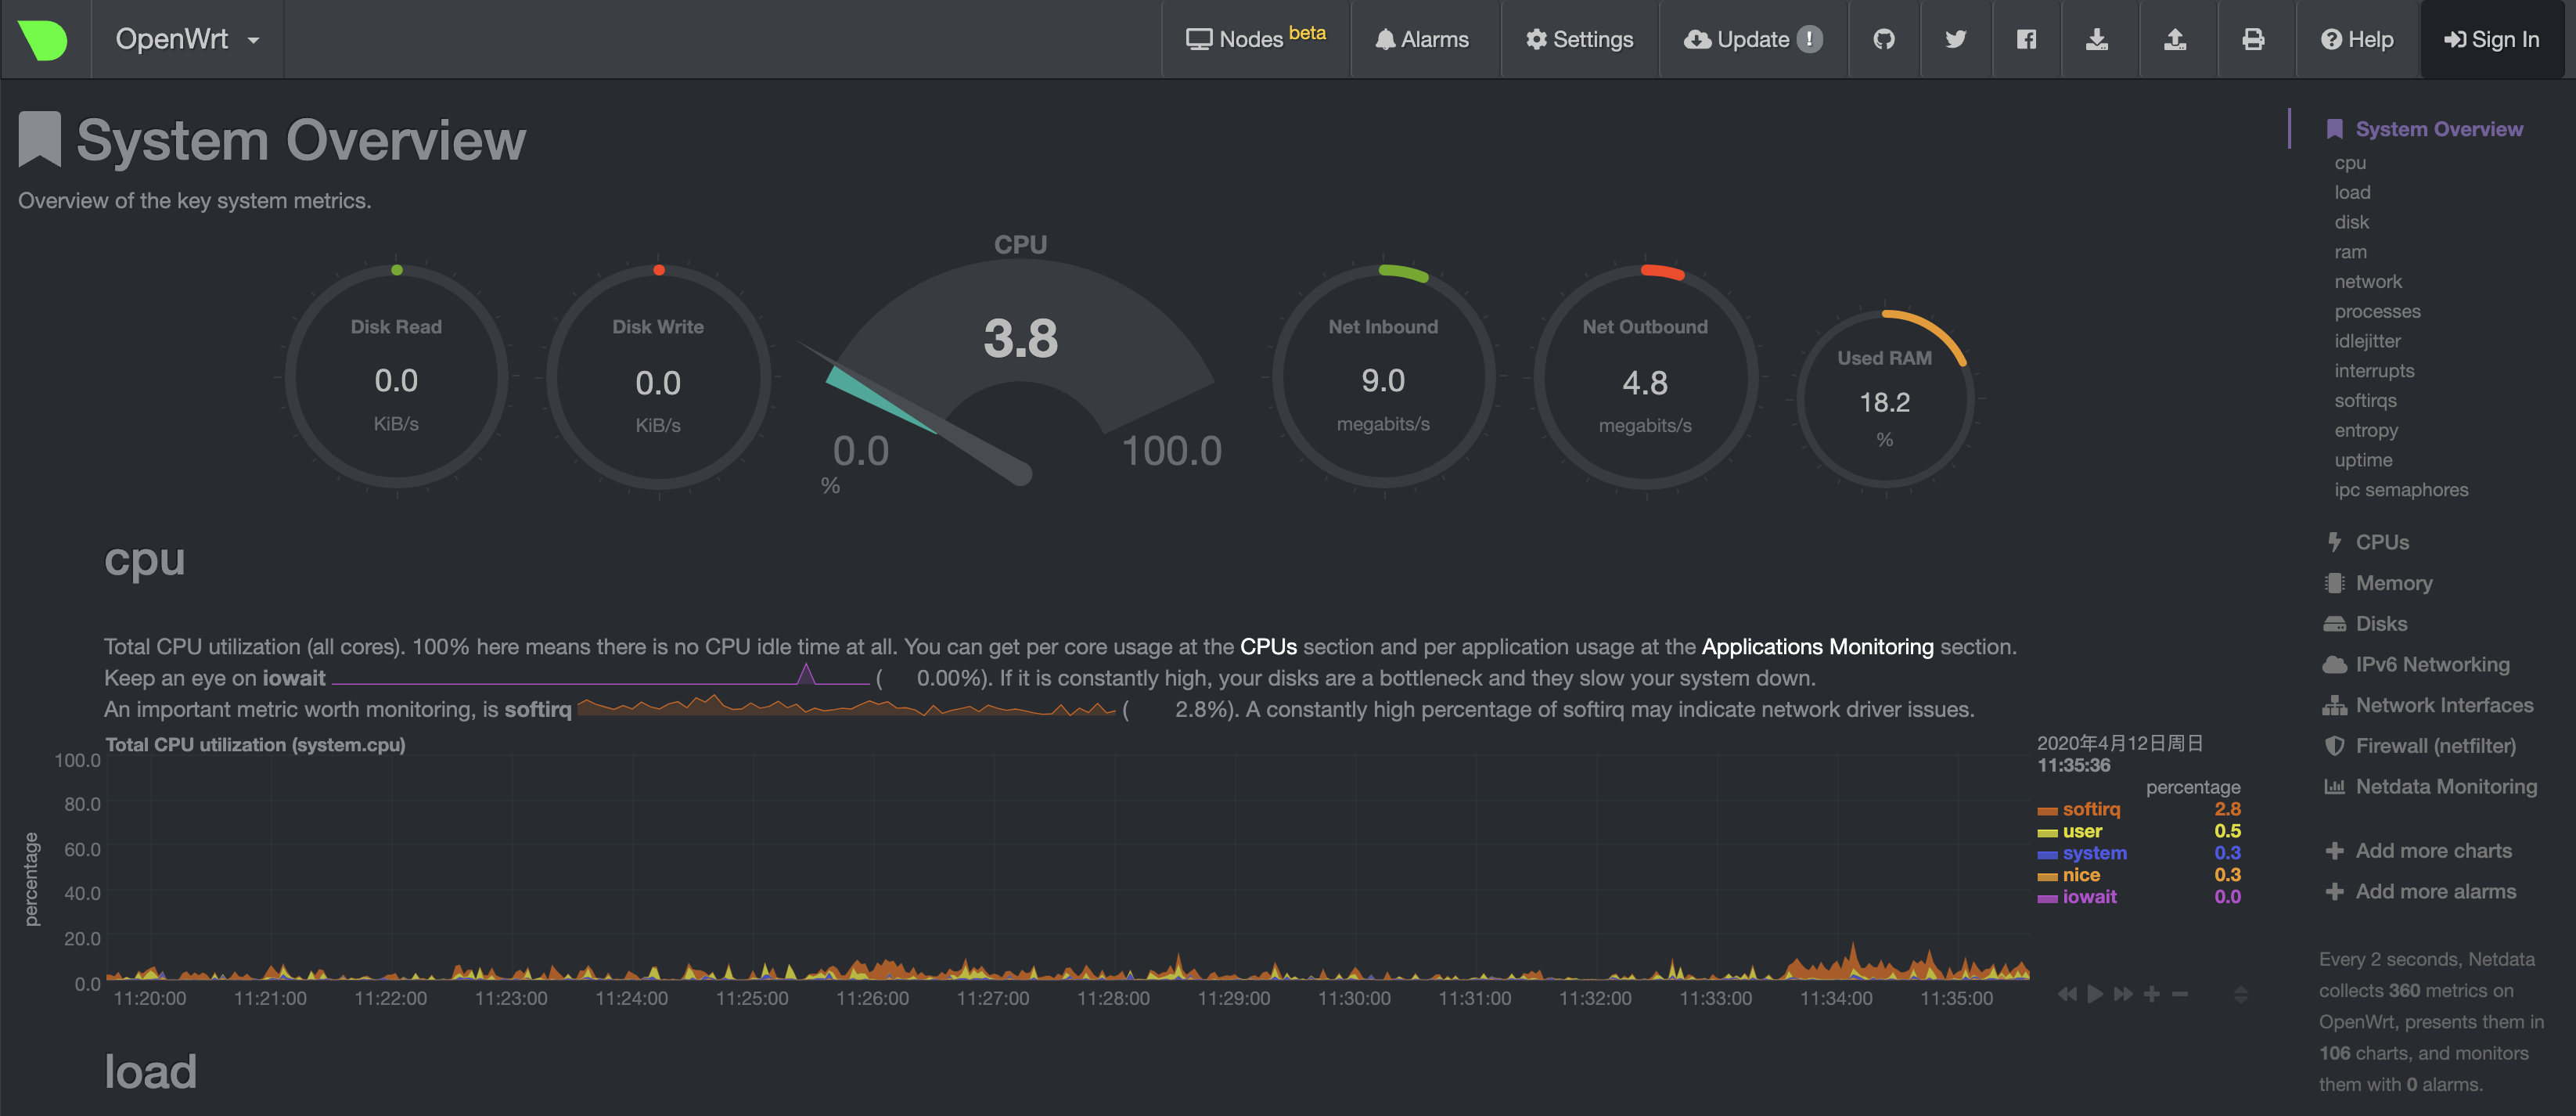 OpenWrt
Nodes beta
Alarms
Settings
Update !
Help
Sign In
System Overview
Overview of the key system metrics.
Disk Read
0.0
KiB/s
Disk Write
0.0
KiB/s
CPU
3.8
0.0
100.0
%
Net Inbound
9.0
megabits/s
Net Outbound
4.8
megabits/s
Used RAM
18.2
%
cpu
Total CPU utilization (all cores). 100% here means there is no CPU idle time at all. You can get per core usage at the CPUs section and per application usage at the Applications Monitoring section.
Keep an eye on iowait ( 0.00%). If it is constantly high, your disks are a bottleneck and they slow your system down.
An important metric worth monitoring, is softirq ( 2.8%). A constantly high percentage of softirq may indicate network driver issues.
Total CPU utilization (system.cpu)
percentage
100.0
80.0
60.0
40.0
20.0
0.0
11:20:00 11:21:00 11:22:00 11:23:00 11:24:00 11:25:00 11:26:00 11:27:00 11:28:00 11:29:00 11:30:00 11:31:00 11:32:00 11:33:00 11:34:00 11:35:00
2020年4月12日周日
11:35:36
percentage
softirq 2.8
user 0.5
system 0.3
nice 0.3
iowait 0.0
load
System Overview
cpu
load
disk
ram
network
processes
idlejitter
interrupts
softirqs
entropy
uptime
ipc semaphores
CPUs
Memory
Disks
IPv6 Networking
Network Interfaces
Firewall (netfilter)
Netdata Monitoring
Add more charts
Add more alarms
Every 2 seconds, Netdata
collects 360 metrics on
OpenWrt, presents them in
106 charts, and monitors
them with 0 alarms.